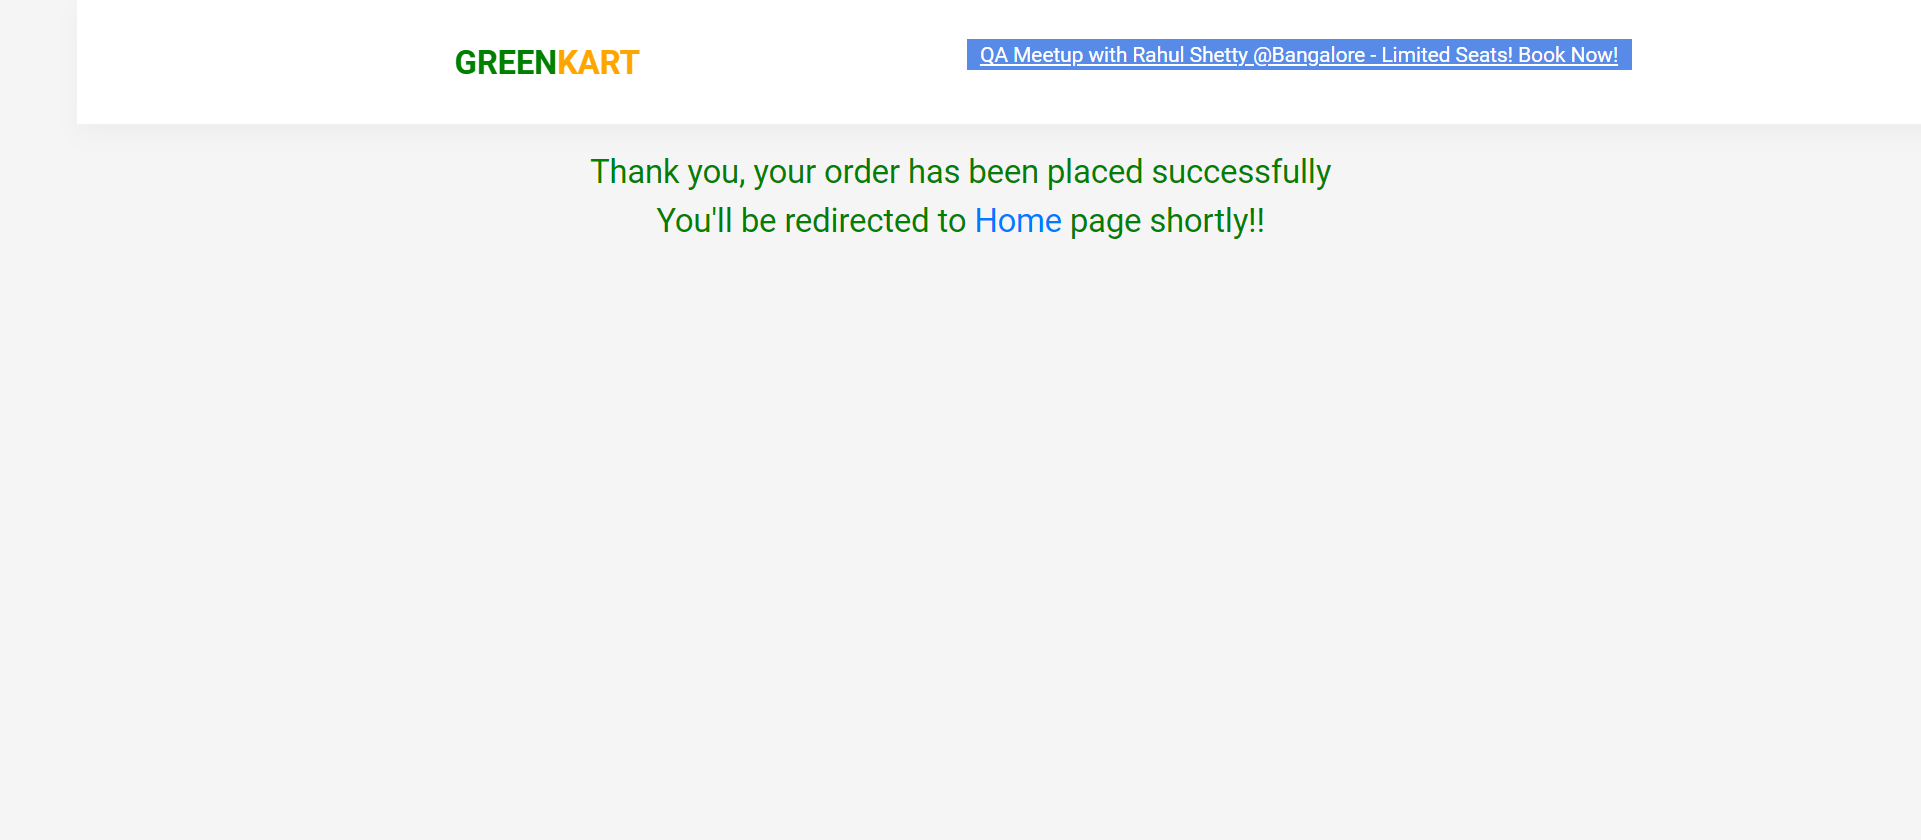 GREENKART
QA Meetup with Rahul Shetty @Bangalore - Limited Seats! Book Now!
Thank you, your order has been placed successfully
You'll be redirected to Home page shortly!!